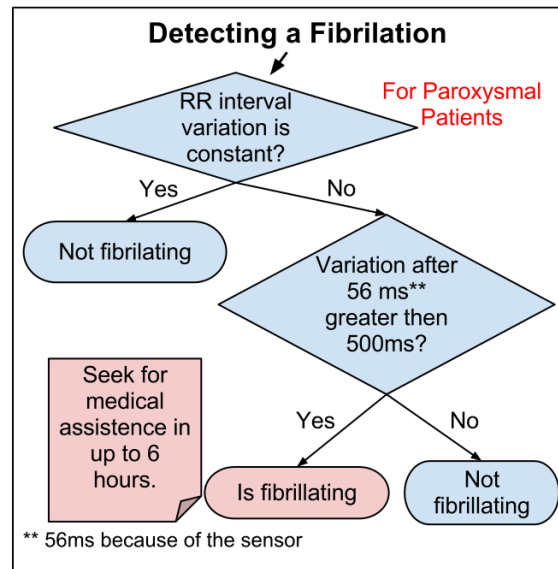 Detecting a Fibrilation
For Paroxysmal
Patients
RR interval
variation is
constant?
Yes
No
Not fibrilating
Variation after
56 ms**
greater then
500ms?
Seek for
medical
assistence in
up to 6
hours.
Yes
No
Is fibrillating
Not
fibrillating
** 56ms because of the sensor